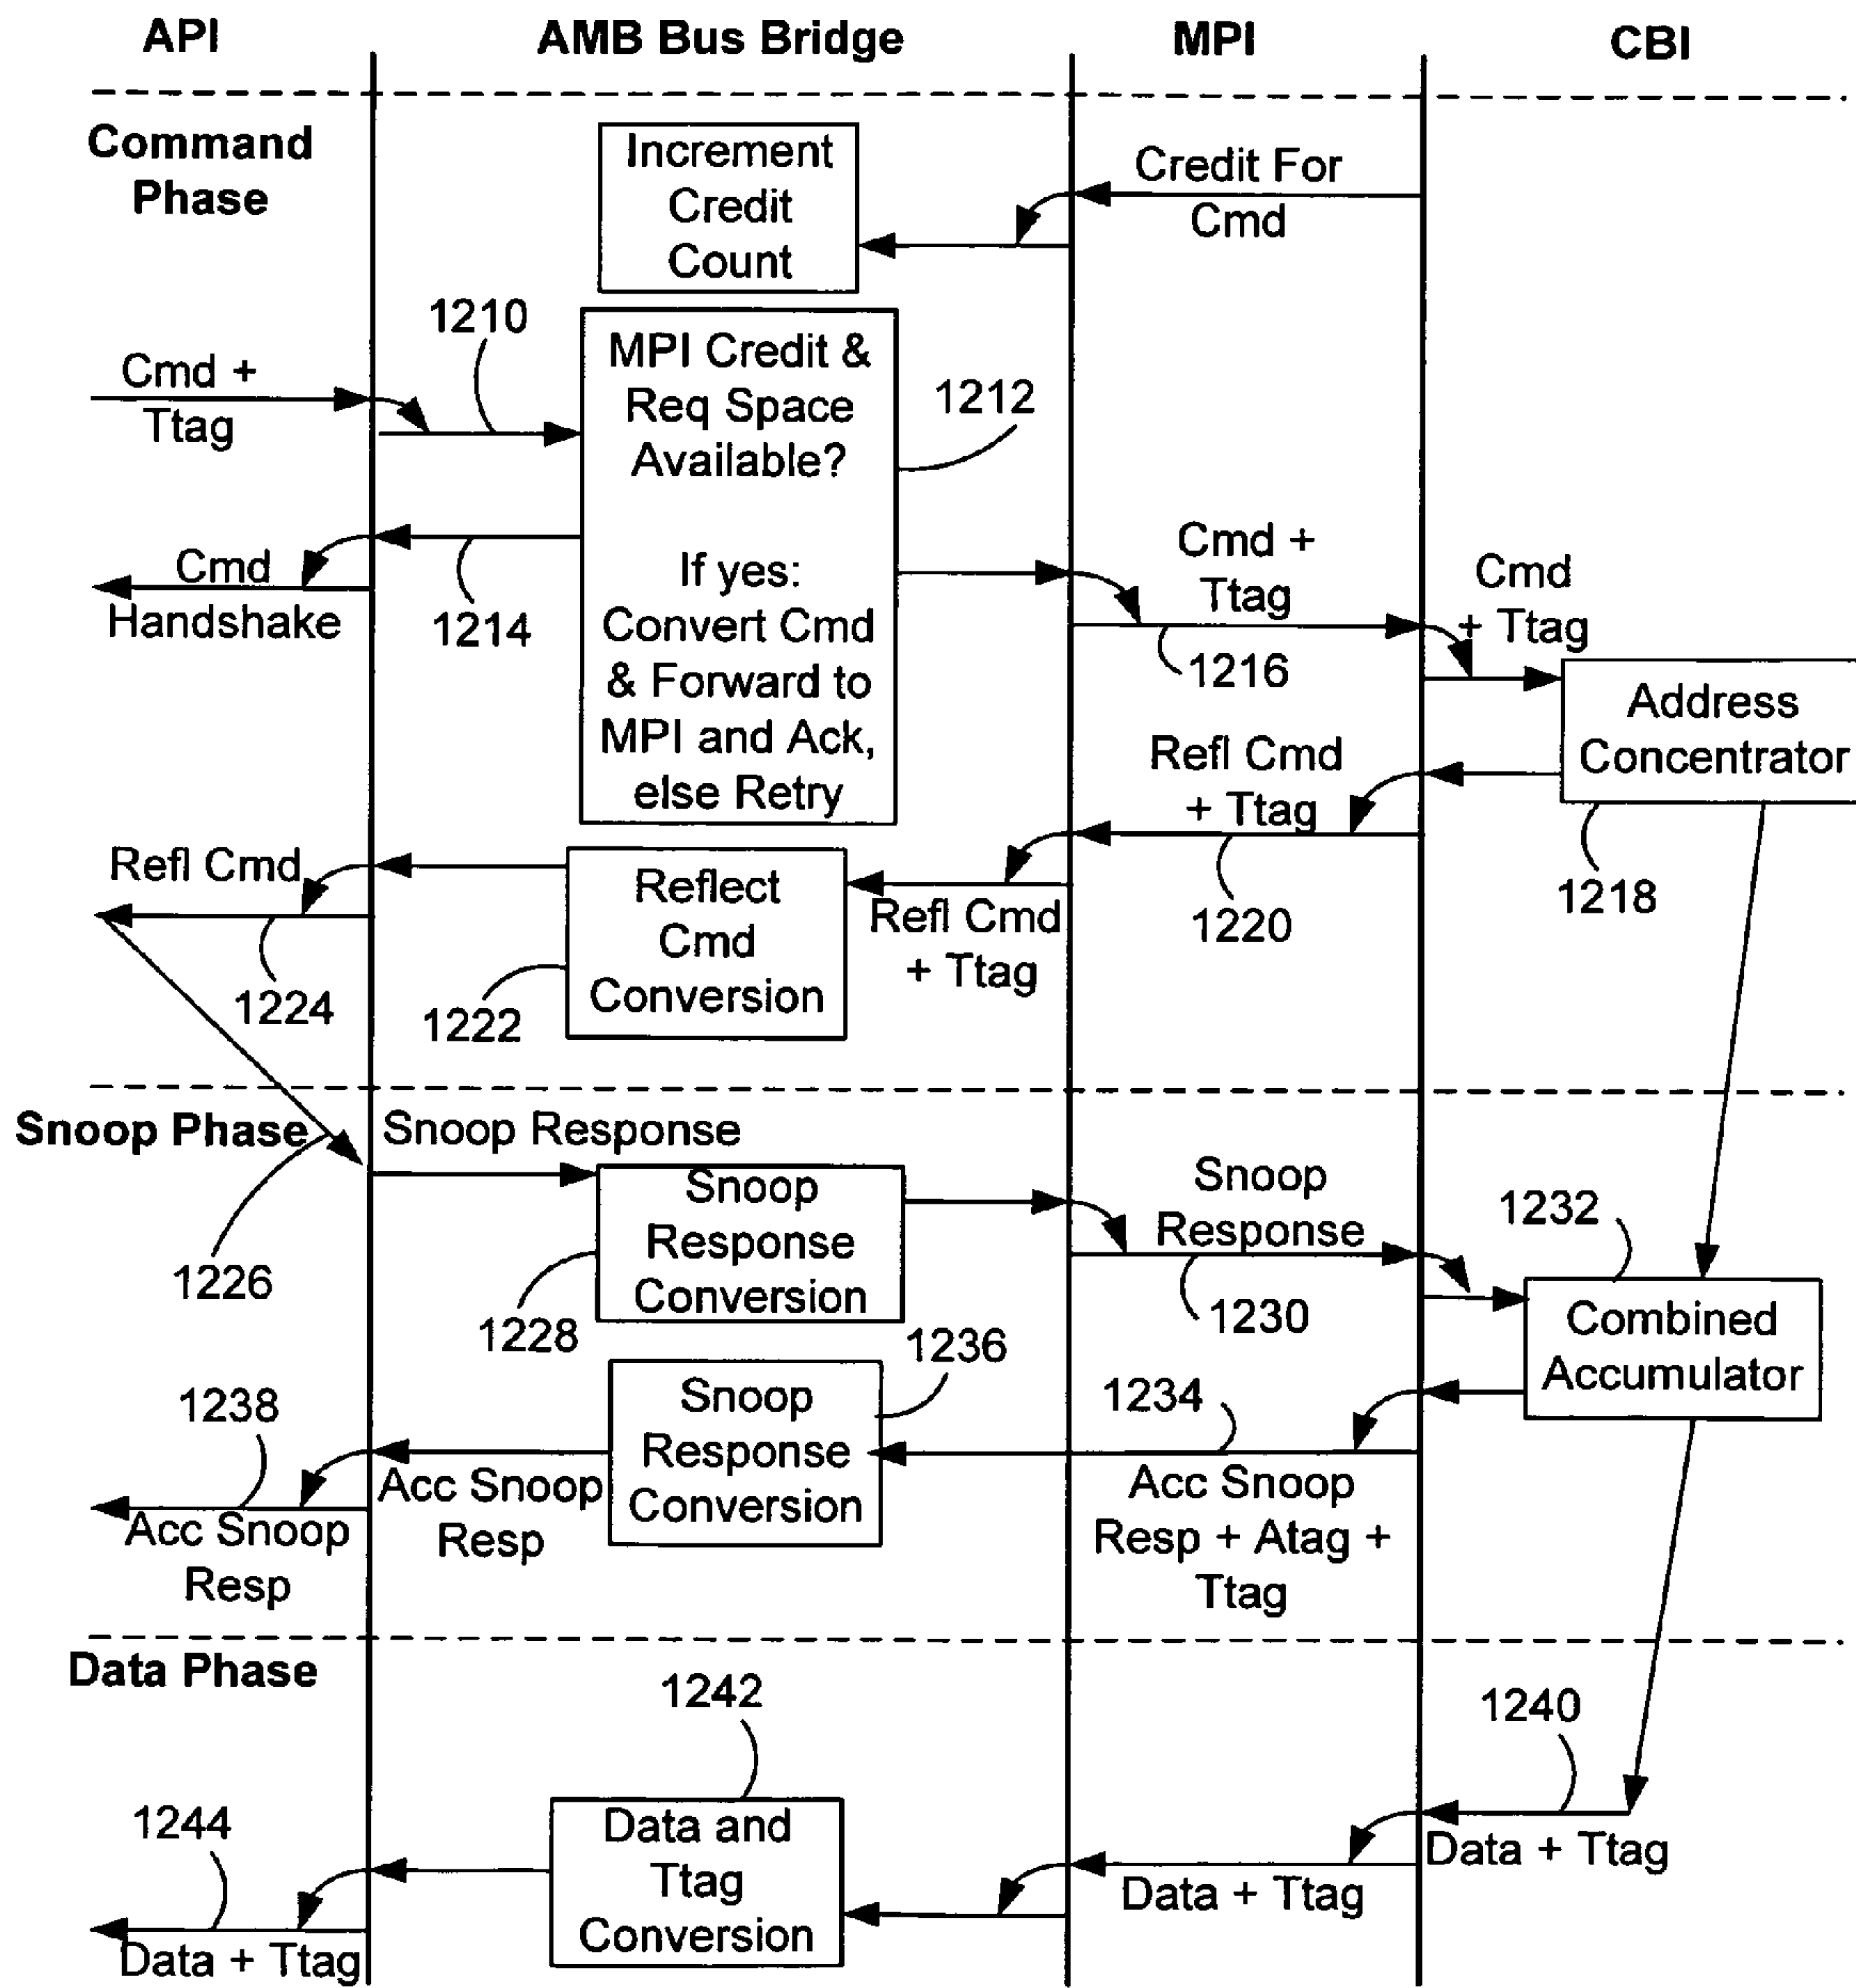 API
AMB Bus Bridge
MPI
CBI
Command
Phase
Increment
Credit
Count
Credit For
Cmd
1210
Cmd +
Ttag
MPI Credit &
Req Space
Available?
If yes:
Convert Cmd
& Forward to
MPI and Ack,
else Retry
1212
Cmd
Handshake
1214
Cmd +
Ttag
1216
Cmd
+ Ttag
Address
Concentrator
1218
Refl Cmd
+ Ttag
1220
Refl Cmd
+ Ttag
Reflect
Cmd
Conversion
1222
Refl Cmd
1224
Snoop Phase
Snoop Response
1226
Snoop
Response
Conversion
1228
Snoop
Response
1230
1232
Combined
Accumulator
1234
Acc Snoop
Resp + Atag +
Ttag
1236
Snoop
Response
Conversion
Acc Snoop
Resp
1238
Acc Snoop
Resp
Data Phase
1240
Data + Ttag
Data + Ttag
1242
Data and
Ttag
Conversion
1244
Data + Ttag